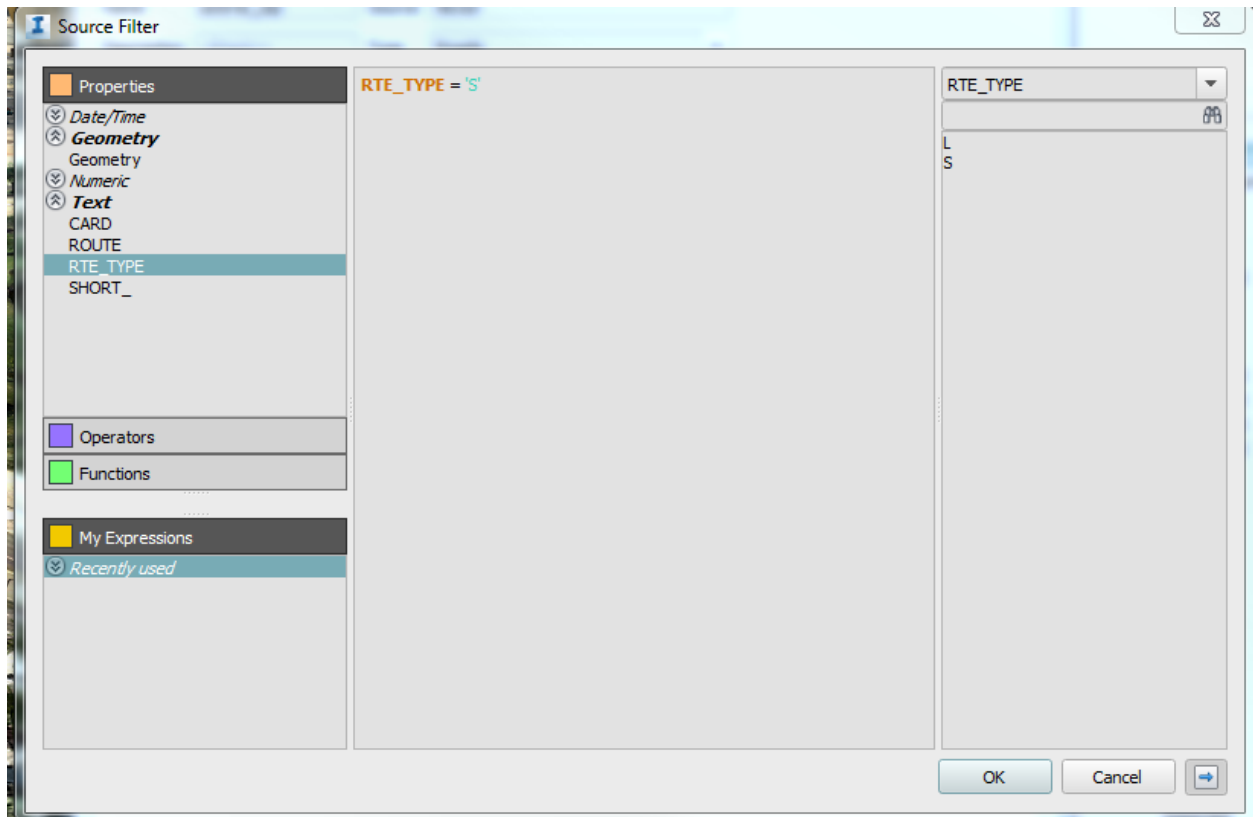 Source Filter
Properties
Date/Time
Geometry
Geometry
Numeric
Text
CARD
ROUTE
RTE_TYPE
SHORT_
Operators
Functions
My Expressions
Recently used
RTE_TYPE = 'S'
RTE_TYPE
L
S
OK
Cancel